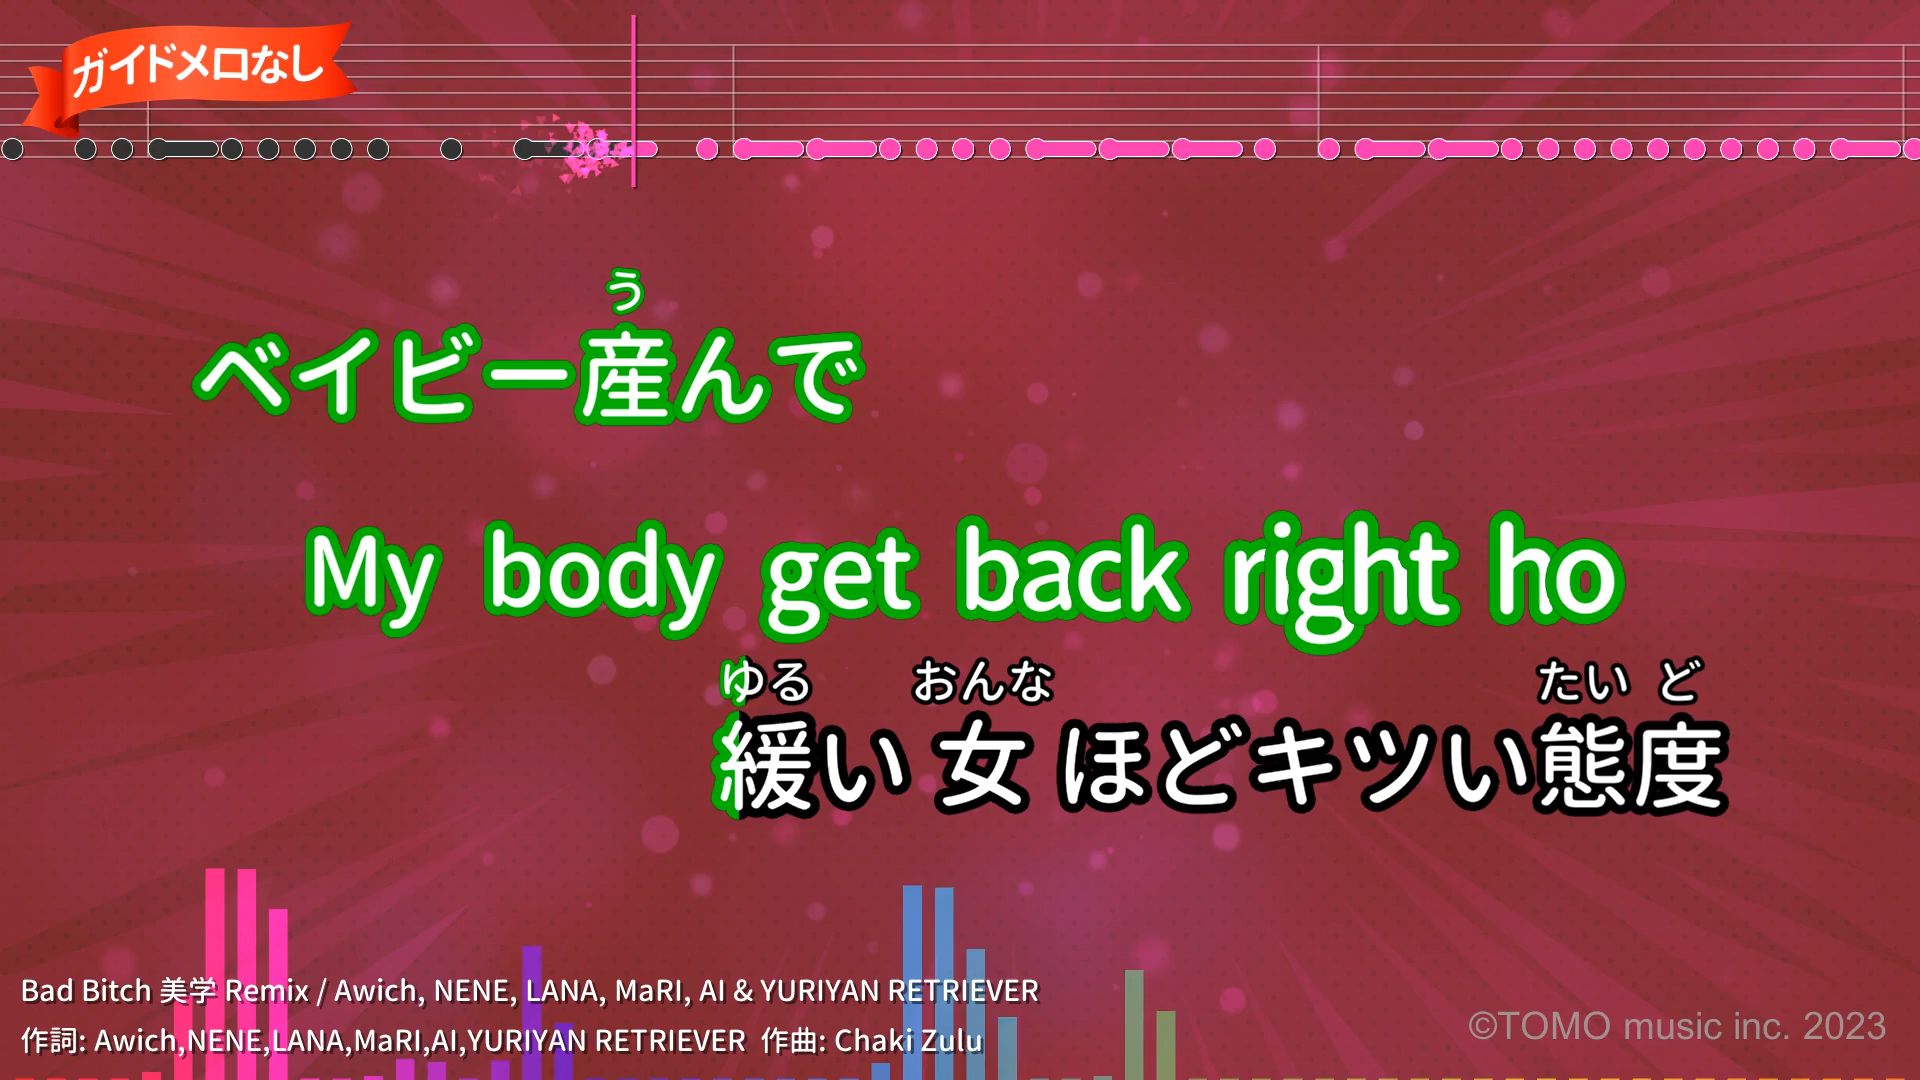 ガイドメロなし
う
ベイビー産んで
My body get back right ho
ゆる おんな たい ど
緩い女ほどキツい態度
Bad Bitch 美学 Remix / Awich, NENE, LANA, MaRI, AI & YURIYAN RETRIEVER
作詞: Awich,NENE,LANA,MaRI,AI,YURIYAN RETRIEVER 作曲: Chaki Zulu
©TOMO music inc. 2023